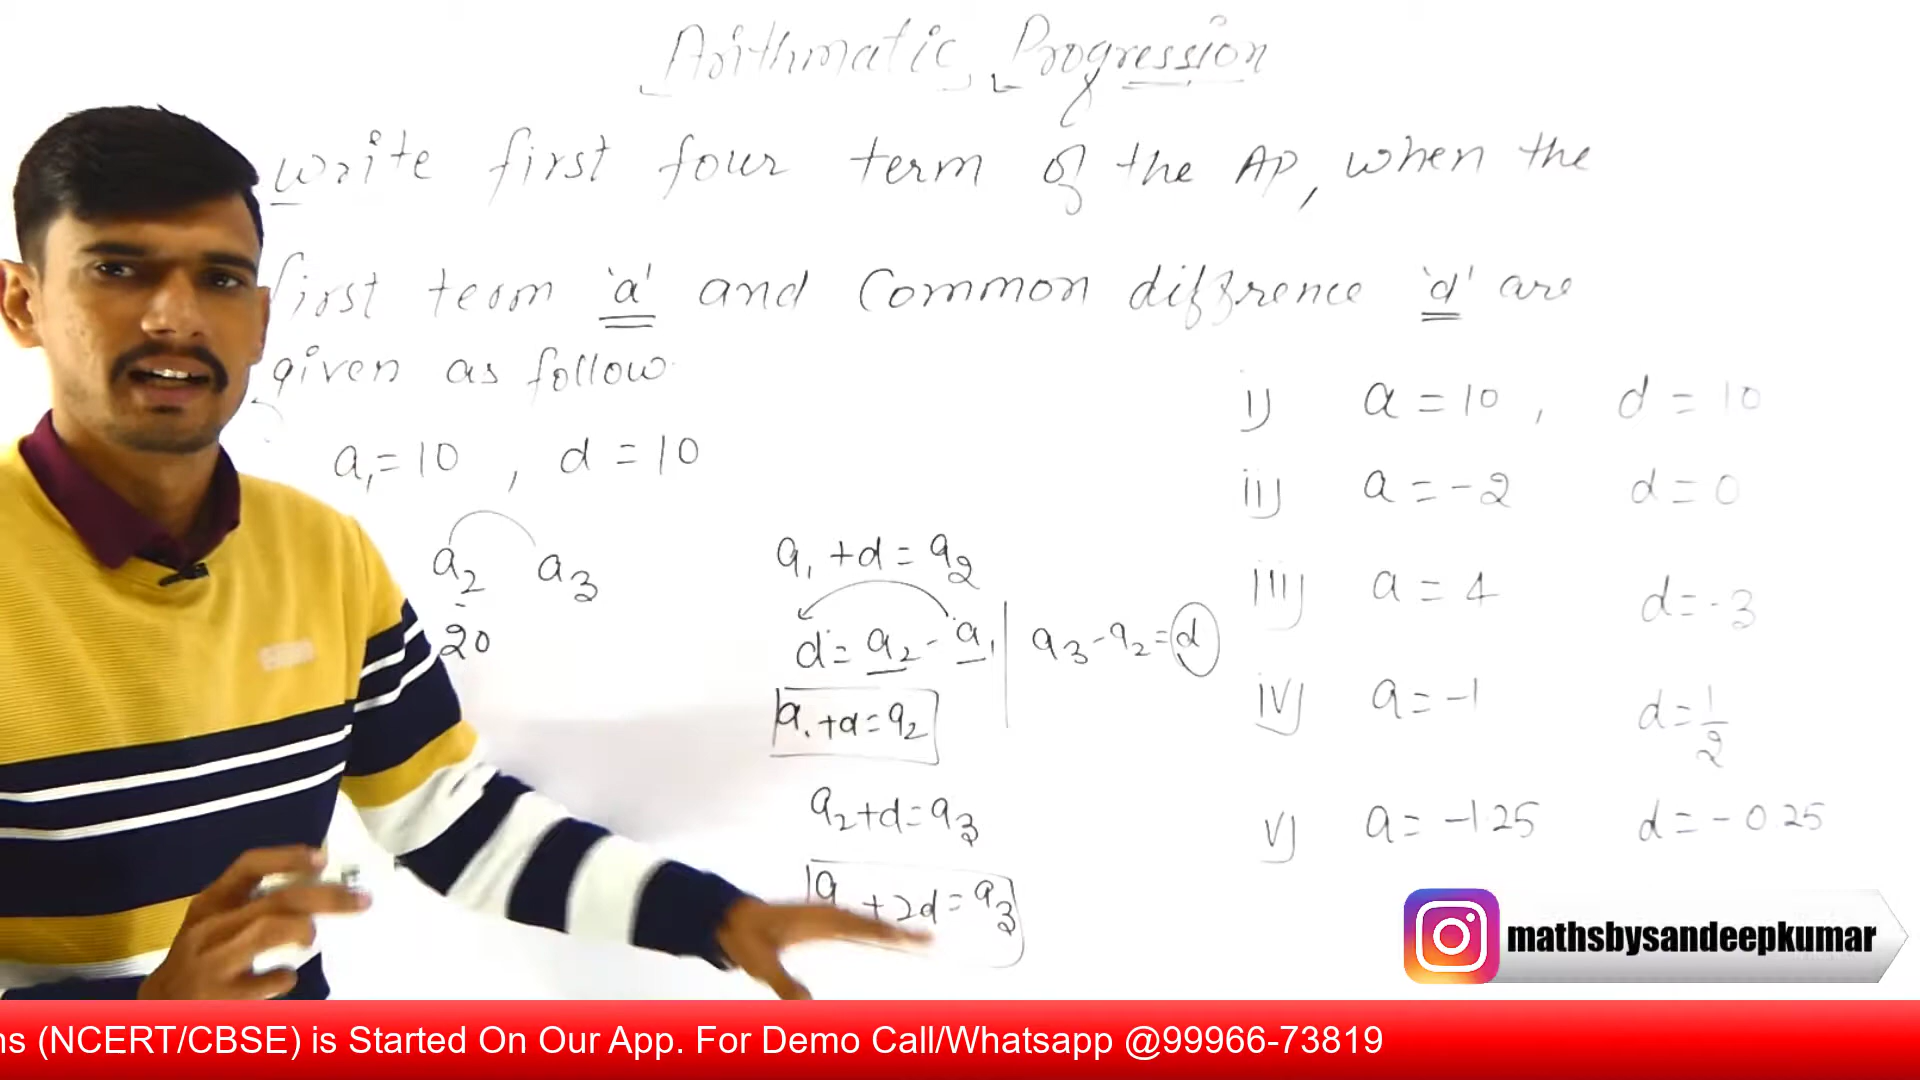 Arithmatic Progression
write first four term of the AP, when the
first term 'a' and Common diffrence 'd' are
given as follow
a₁=10 , d=10
a₂ a₃
20
a₁+d=a₂
d=a₂-a₁
a₃-a₂=d
a₁+d=a₂
a₂+d=a₃
a +2d=a₃
i) a=10, d=10
ii) a=-2 d=0
iii) a=4 d=-3
iv) a=-1 d=1/2
v) a=-1.25 d=-0.25
mathsbysandeepkumar
(NCERT/CBSE) is Started On Our App. For Demo Call/Whatsapp @99966-73819